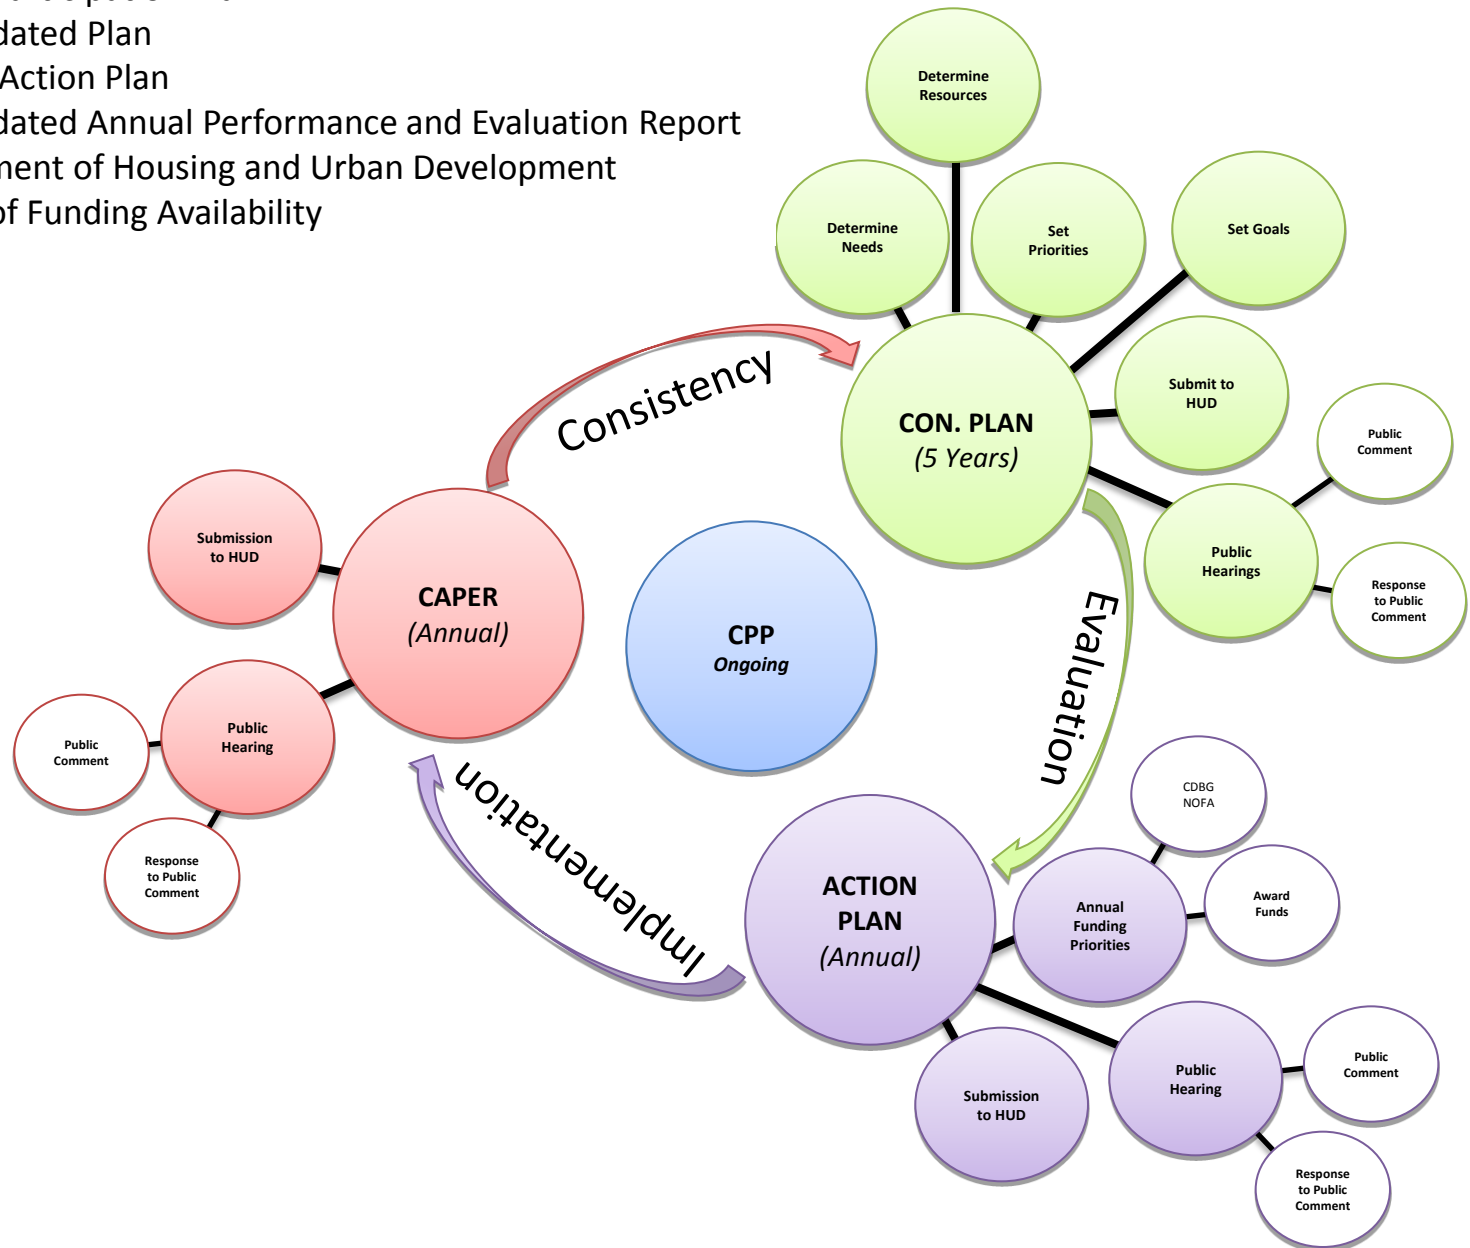 dated Plan
Action Plan
dated Annual Performance and Evaluation Report
ment of Housing and Urban Development
of Funding Availability
Determine
Resources
Determine
Needs
Set
Priorities
Set Goals
Consistency
CON. PLAN
(5 Years)
Submit to
HUD
Public
Comment
Submission
to HUD
Public
Hearings
Response
to Public
Comment
CAPER
(Annual)
CPP
Ongoing
Evaluation
Public
Hearing
Public
Comment
Response
to Public
Comment
Implementation
CDBG
NOFA
ACTION
PLAN
(Annual)
Annual
Funding
Priorities
Award
Funds
Public
Hearing
Public
Comment
Submission
to HUD
Response
to Public
Comment